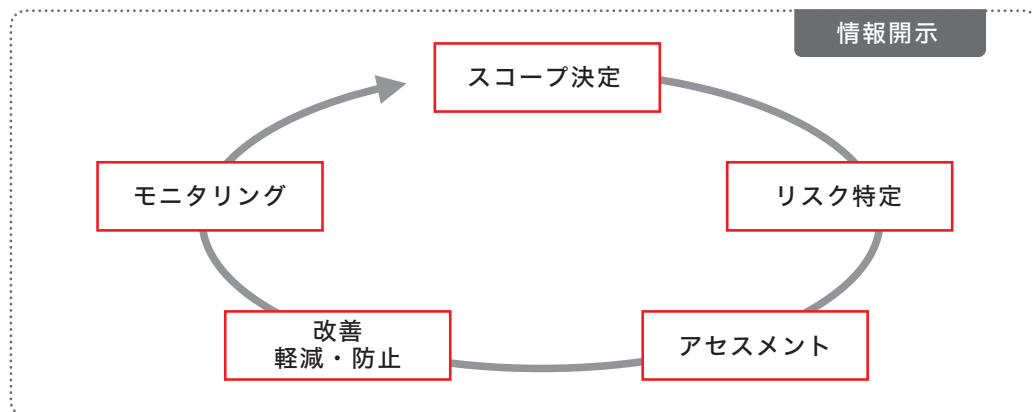 情報開示
スコープ決定
リスク特定
アセスメント
改善
軽減・防止
モニタリング